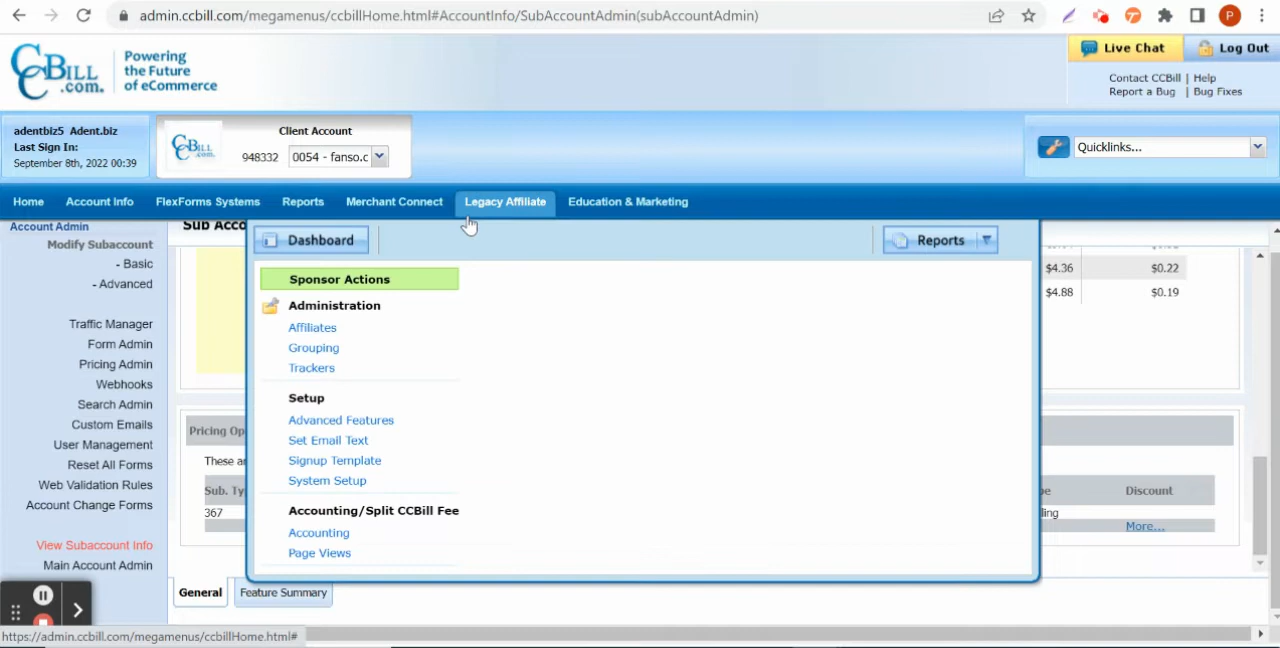 admin.ccbill.com/megamenus/ccbillHome.html#AccountInfo/SubAccountAdmin(subAccountAdmin)
P
CCBILL.com.
Powering
the Future
of eCommerce
Live Chat
Log Out
Contact CCBill | Help
Report a Bug | Bug Fixes
adentbiz5 Adent.biz
Last Sign In:
September 8th, 2022 00:39
CCBILL.com.
Client Account
948332 0054 - fanso.c
Quicklinks...
Home Account Info FlexForms Systems Reports Merchant Connect Legacy Affiliate Education & Marketing
Account Admin
Modify Subaccount
- Basic
- Advanced
Traffic Manager
Form Admin
Pricing Admin
Webhooks
Search Admin
Custom Emails
User Management
Reset All Forms
Web Validation Rules
Account Change Forms
View Subaccount Info
Main Account Admin
Sub Acco
Dashboard
Reports
Sponsor Actions
Administration
Affiliates
Grouping
Trackers
Setup
Advanced Features
Set Email Text
Signup Template
System Setup
Accounting/Split CCBill Fee
Accounting
Page Views
$4.36 $0.22
$4.88 $0.19
Pricing Op
These ar
Sub. Ty
Discount
367
ling
More...
General Feature Summary
https://admin.ccbill.com/megamenus/ccbillHome.html#